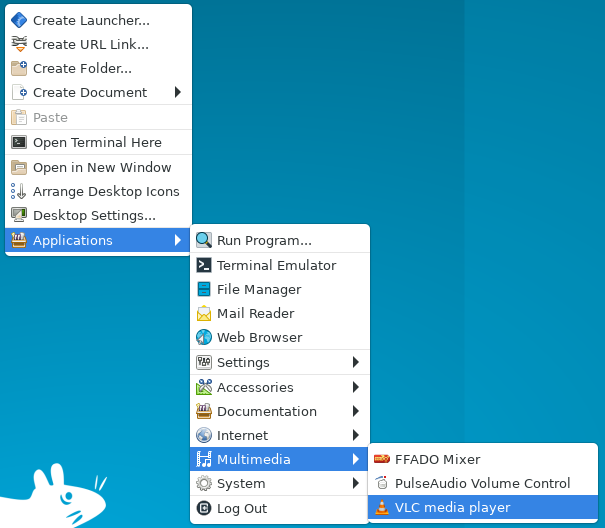 Create Launcher...
Create URL Link...
Create Folder...
Create Document
Paste
Open Terminal Here
Open in New Window
Arrange Desktop Icons
Desktop Settings...
Applications
Run Program...
Terminal Emulator
File Manager
Mail Reader
Web Browser
Settings
Accessories
Documentation
Internet
Multimedia
System
Log Out
FFADO Mixer
PulseAudio Volume Control
VLC media player